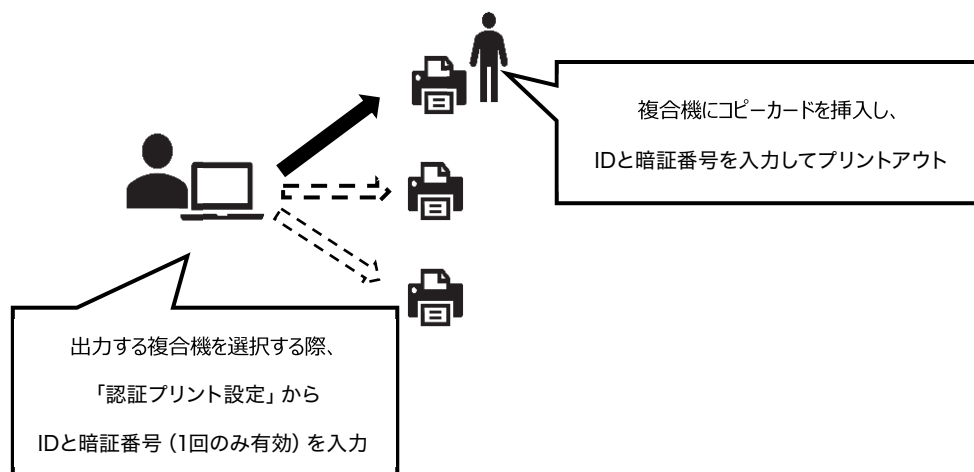 複合機にコピーカードを挿入し、
IDと暗証番号を入力してプリントアウト
出力する複合機を選択する際、
「認証プリント設定」から
IDと暗証番号（1回のみ有効）を入力